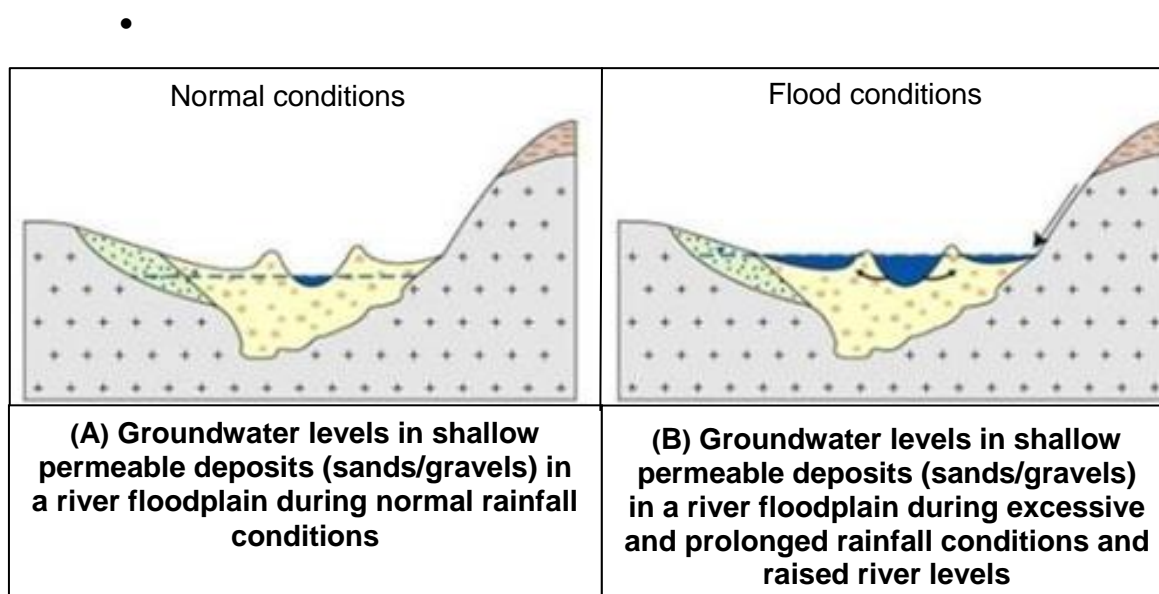 •
Normal conditions
Flood conditions
(A) Groundwater levels in shallow
permeable deposits (sands/gravels) in
a river floodplain during normal rainfall
conditions
(B) Groundwater levels in shallow
permeable deposits (sands/gravels)
in a river floodplain during excessive
and prolonged rainfall conditions and
raised river levels